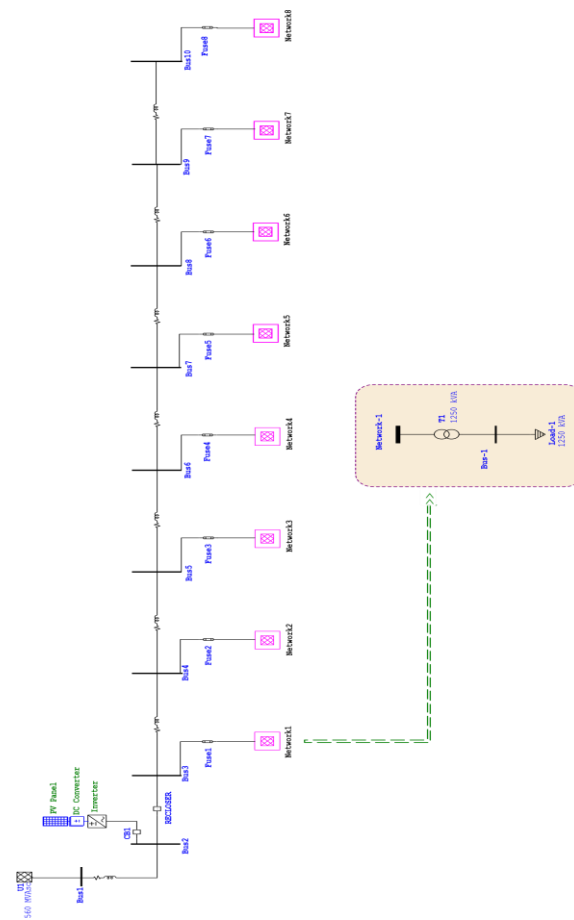 U1
560 MVAsc
Bus1
PV Panel
DC Converter
Inverter
CB1
Bus2
RECLOSER
Bus3
Fuse1
Network1
Bus4
Fuse2
Network2
Bus5
Fuse3
Network3
Bus6
Fuse4
Network4
Bus7
Fuse5
Network5
Bus8
Fuse6
Network6
Bus9
Fuse7
Network7
Bus10
Fuse8
Network8
Network-1
T1
1250 kVA
Bus-1
Load-1
1250 kVA